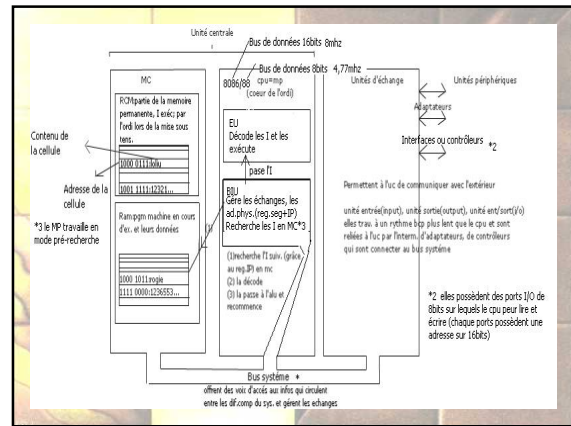 Unité centrale
Bus de données 16bits 8mhz
Bus de données 8bits 4,77mhz
MC
8086/88 cpu=mp
(coeur de l'ordi)
Unités d'échange
Unités périphériques
RCM:partie de la memoire
permanente, I exéc; par
l'ordi lors de la mise sous
tens.
1000 0111:loliu
1001 1111:12321...
Contenu de
la cellule
Adresse de la
cellule
*3 le MP travaille en
mode pré-recherche
Ram:pgm machine en cours
d'ex. et leurs données
1000 1011:rogie
1111 0000:1236553...
EU
Décode les I et les
exécute
pase l'I
BIU
Gére les échanges, les
ad.phys.(reg.seg+IP)
Recherche les I en MC*3
(1)
(1)recherche l'I suiv. (grâce
au reg.IP) en mc
(2) la décode
(3) la passe à l'alu et
recommence
Adaptateurs
Interfaces ou contrôleurs *2
Permettent à l'uc de communiquer avec l'extérieur
unité entrée(input), unité sortie(output), unité ent/sort(i/o)
elles trav. à un rythme bcp plus lent que le cpu et sont
reliées à l'uc par l'interm. d'adaptateurs, de contrôleurs
qui sont connecter au bus systéme
*2 elles possèdent des ports I/O de
8bits sur lequels le cpu peur lire et
écrire (chaque ports possèdent une
adresse sur 16bits)
Bus systéme *
offrent des voic d'accés aux infos qui circulent
entre les dif.comp du sys. et gérent les echanges